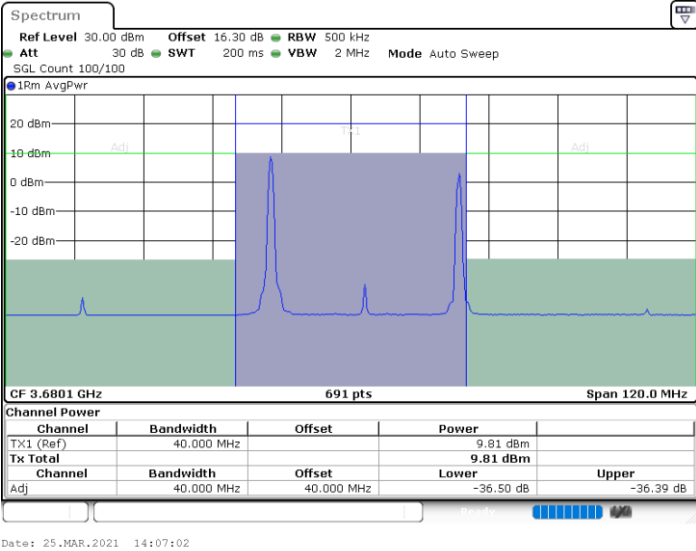 Spectrum
Ref Level 30.00 dBm Offset 16.30 dB RBW 500 kHz
Att 30 dB SWT 200 ms VBW 2 MHz Mode Auto Sweep
SGL Count 100/100
1Rm AvgPwr
20 dBm
TX1
Adj Adj
10 dBm
0 dBm
-10 dBm
-20 dBm
CF 3.6801 GHz 691 pts Span 120.0 MHz
Channel Power
Channel Bandwidth Offset Power
TX1 (Ref) 40.000 MHz 9.81 dBm
Tx Total 9.81 dBm
Channel Bandwidth Offset Lower Upper
Adj 40.000 MHz 40.000 MHz -36.50 dB -36.39 dB
Ready
Date: 25.MAR.2021 14:07:02